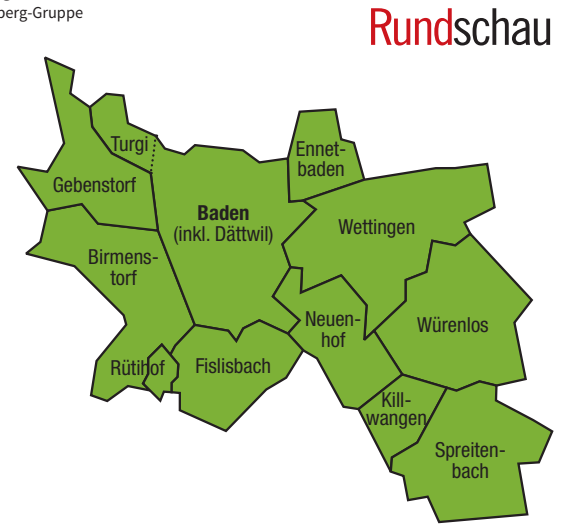 berg-Gruppe
Rundschau
Turgi
Ennet-
baden
Gebenstorf
Baden
(inkl. Dättwil)
Wettingen
Birmens-
torf
Neuen-
hof
Würenlos
Rütihof
Fislisbach
Kill-
wangen
Spreiten-
bach